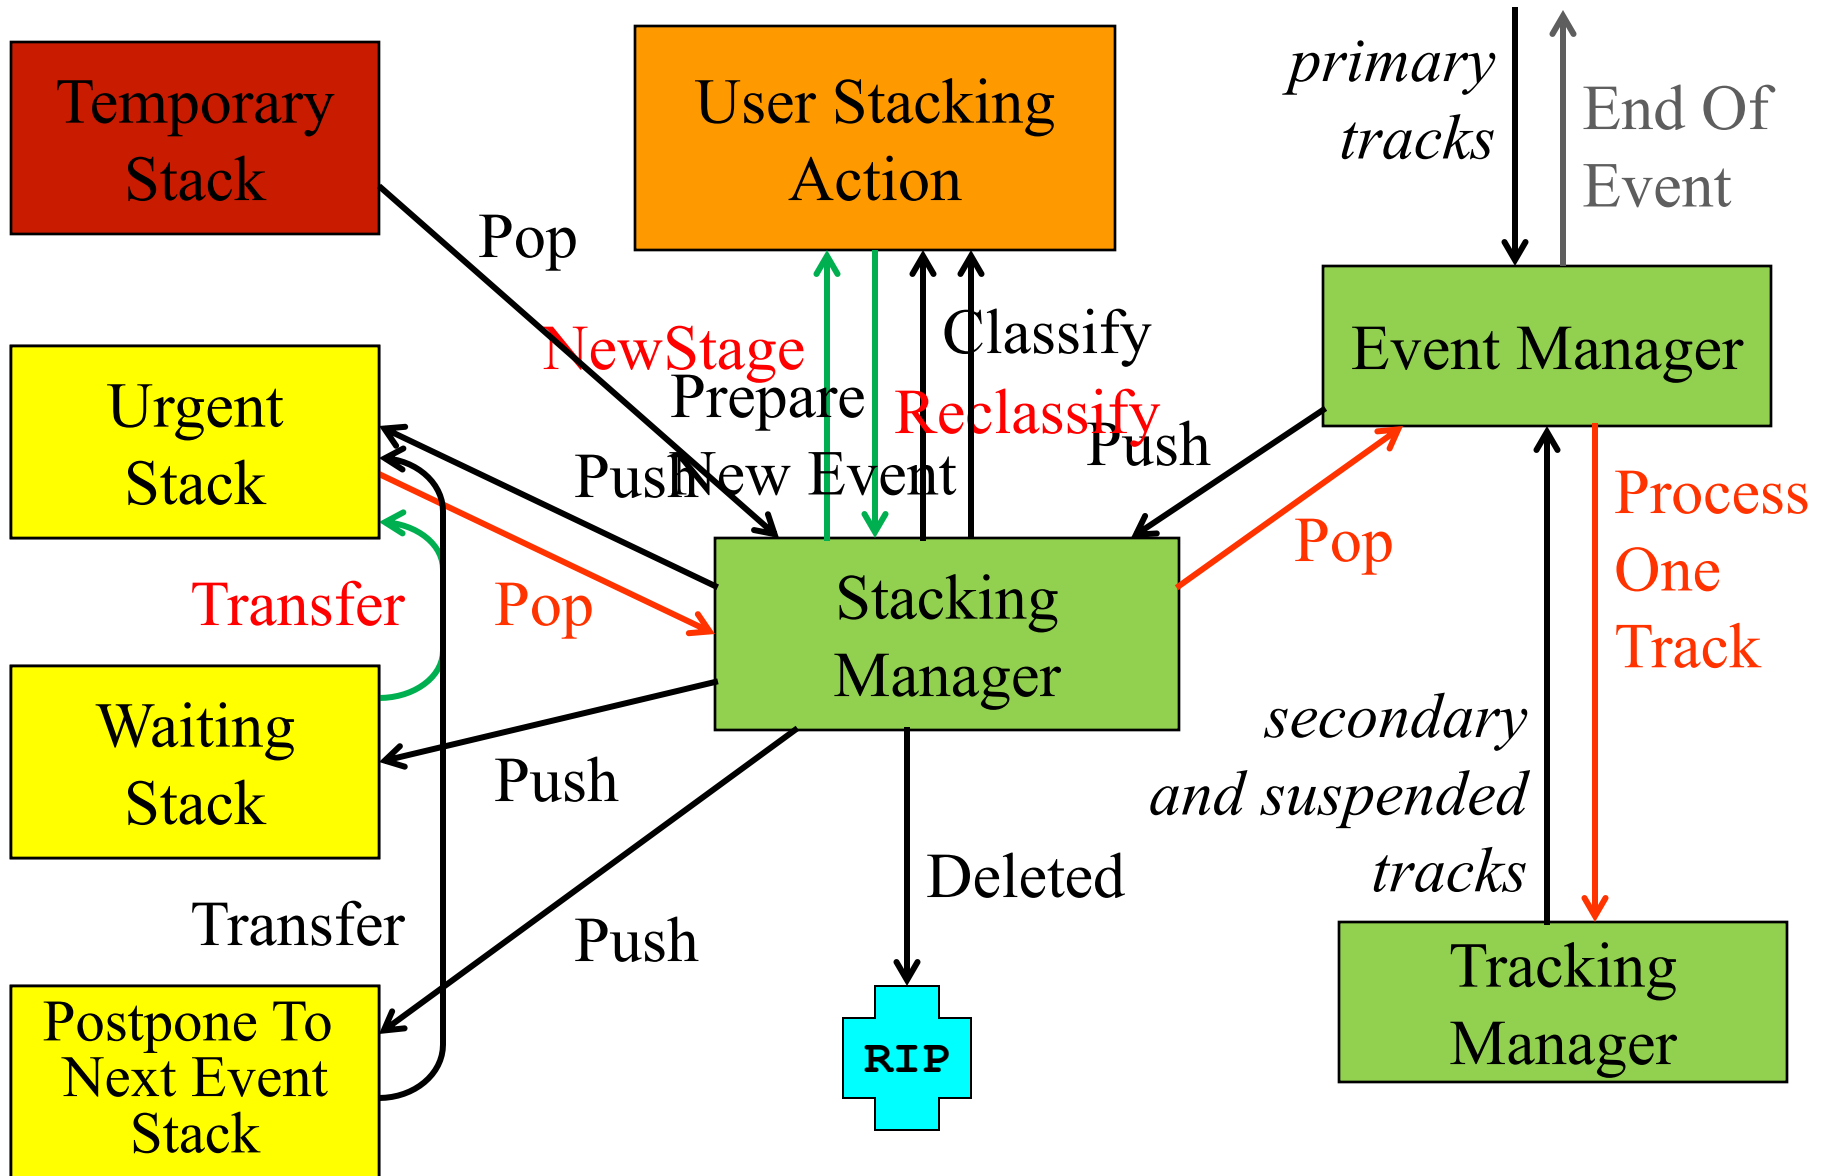 Temporary
Stack
User Stacking
Action
primary
tracks
End Of
Event
Pop
NewStage
Classify
Prepare
Reclassify
New Event
Event Manager
Urgent
Stack
Push
Push
Pop
Process
One
Track
Transfer
Pop
Stacking
Manager
Waiting
Stack
Push
secondary
and suspended
tracks
Deleted
Transfer
Push
Postpone To
Next Event
Stack
RIP
Tracking
Manager